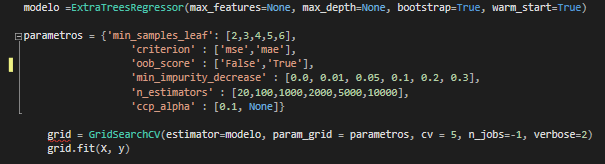 modelo =ExtraTreesRegressor(max_features=None, max_depth=None, bootstrap=True, warm_start=True)
parametros = {'min_samples_leaf': [2,3,4,5,6],
'criterion' : ['mse','mae'],
'oob_score' : ['False','True'],
'min_impurity_decrease' : [0.0, 0.01, 0.05, 0.1, 0.2, 0.3],
'n_estimators' : [20,100,1000,2000,5000,10000],
'ccp_alpha' : [0.1, None]}
grid = GridSearchCV(estimator=modelo, param_grid = parametros, cv = 5, n_jobs=-1, verbose=2)
grid.fit(X, y)